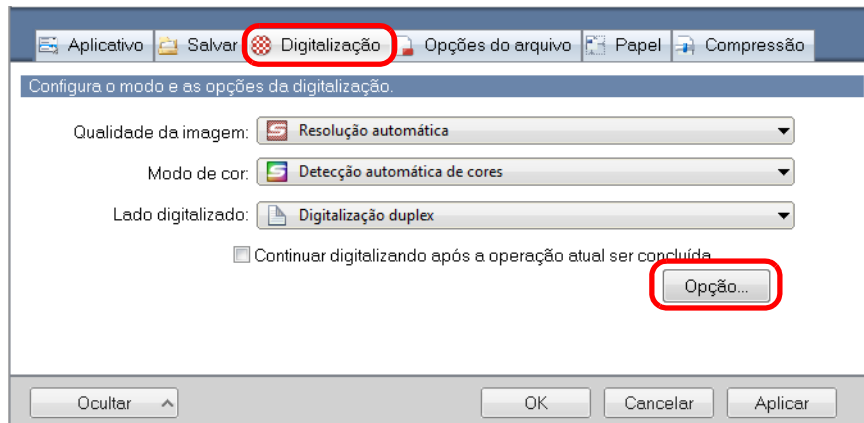 Aplicativo Salvar Digitalização Opções do arquivo Papel Compressão
Configura o modo e as opções da digitalização.
Qualidade da imagem: Resolução automática
Modo de cor: Detecção automática de cores
Lado digitalizado: Digitalização duplex
Continuar digitalizando após a operação atual ser concluída
Opção...
Ocultar OK Cancelar Aplicar